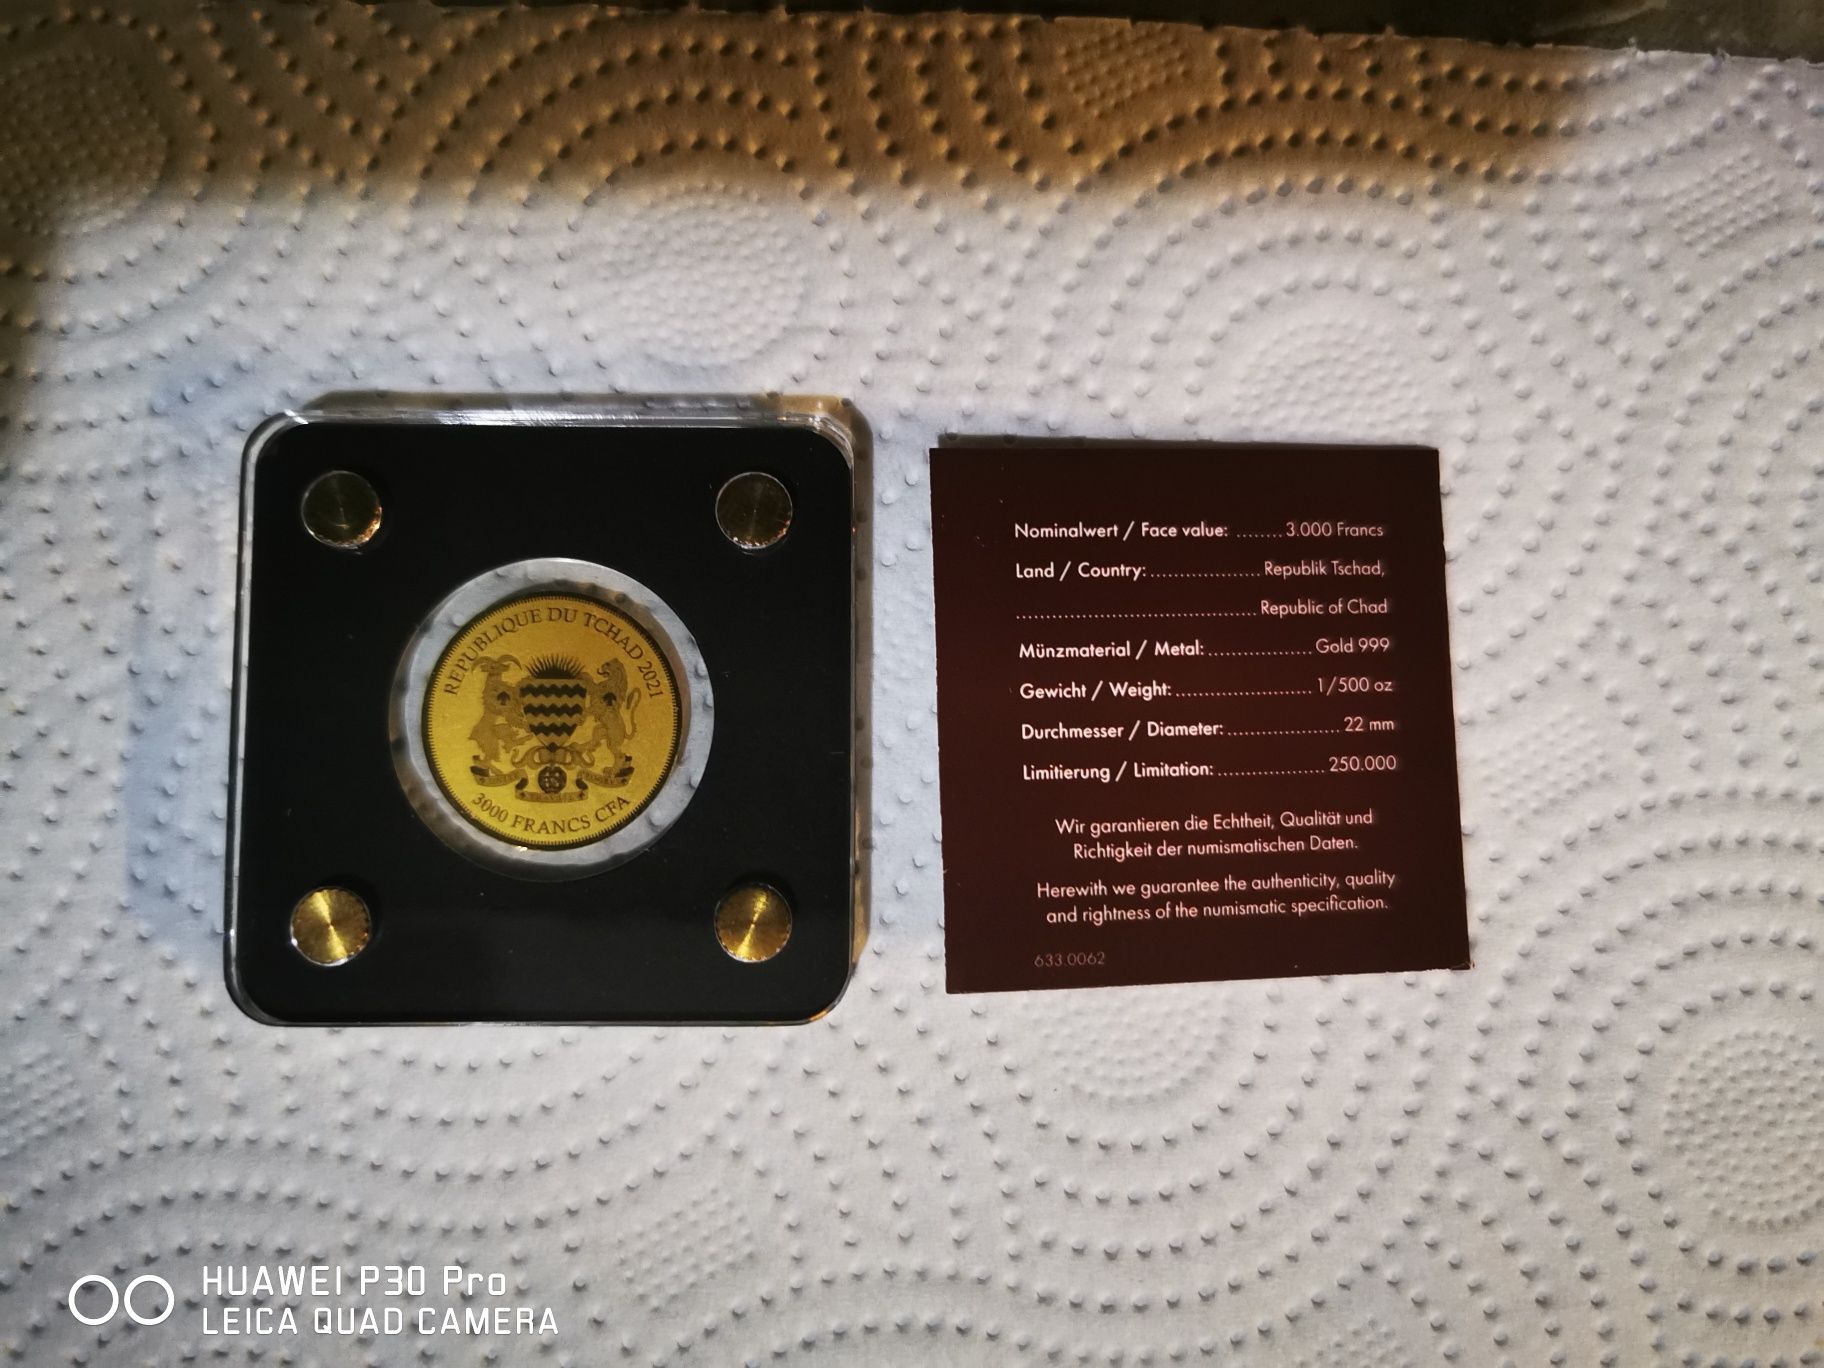 REPUBLIQUE DU TCHAD 2021
3000 FRANCS CFA
Nominalwert / Face value: ........ 3.000 Francs
Land / Country: ................... Republik Tschad,
........................................ Republic of Chad
Münzmaterial / Metal: .................. Gold 999
Gewicht / Weight: ....................... 1/500 oz
Durchmesser / Diameter: ................... 22 mm
Limitierung / Limitation: ................... 250.000
Wir garantieren die Echtheit, Qualität und
Richtigkeit der numismatischen Daten.
Herewith we guarantee the authenticity, quality
and rightness of the numismatic specification.
633.0062
HUAWEI P30 Pro
LEICA QUAD CAMERA